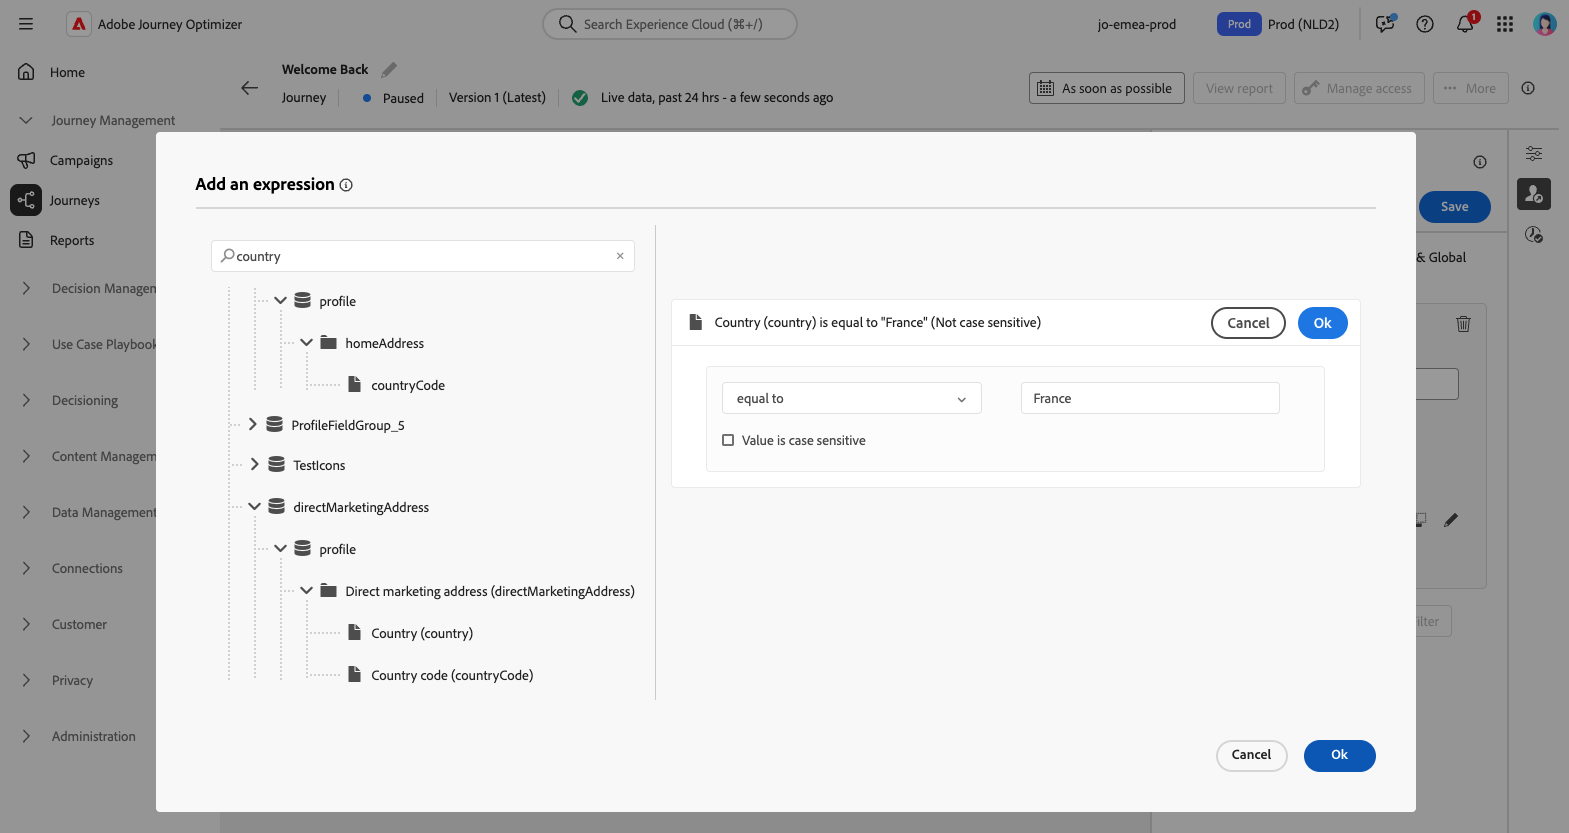 Adobe Journey Optimizer
Search Experience Cloud (⌘+/)
jo-emea-prod
Prod
Prod (NLD2)
1
Home
Welcome Back
Journey
Paused
Version 1 (Latest)
Live data, past 24 hrs - a few seconds ago
As soon as possible
View report
Manage access
··· More
Journey Management
Campaigns
Journeys
Reports
Decision Managem
Use Case Playbook
Decisioning
Content Managem
Data Management
Connections
Customer
Privacy
Administration
Add an expression
country
×
profile
homeAddress
countryCode
ProfileFieldGroup_5
TestIcons
directMarketingAddress
profile
Direct marketing address (directMarketingAddress)
Country (country)
Country code (countryCode)
Country (country) is equal to "France" (Not case sensitive)
Cancel
Ok
equal to
France
Value is case sensitive
Cancel
Ok
Save
& Global
ilter